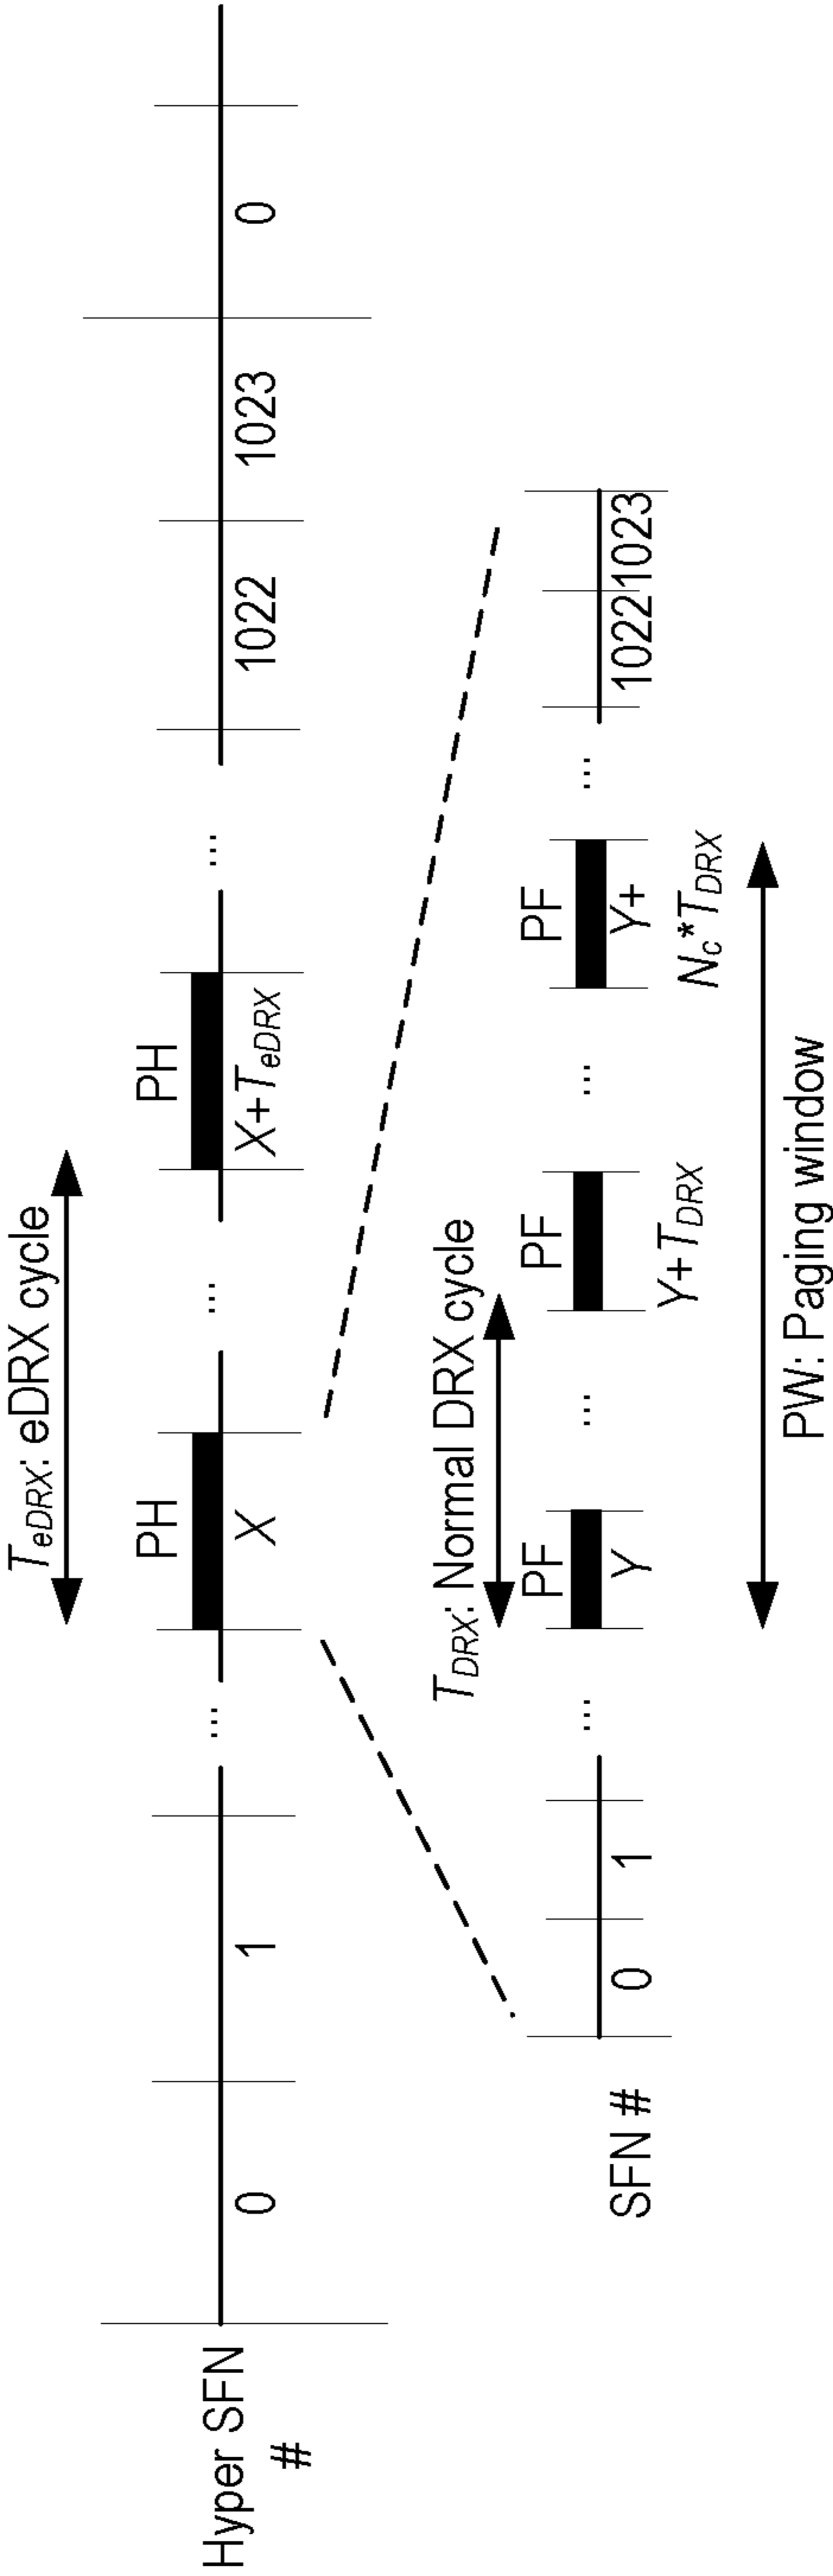 T_eDRX: eDRX cycle
PH
PH
Hyper SFN
#
0
1
...
X
...
X+T_eDRX
...
1022
1023
0
T_DRX: Normal DRX cycle
PF
PF
PF
SFN #
0
1
...
Y
...
Y+T_DRX
...
Y+
N_c*T_DRX
...
1022
1023
PW: Paging window